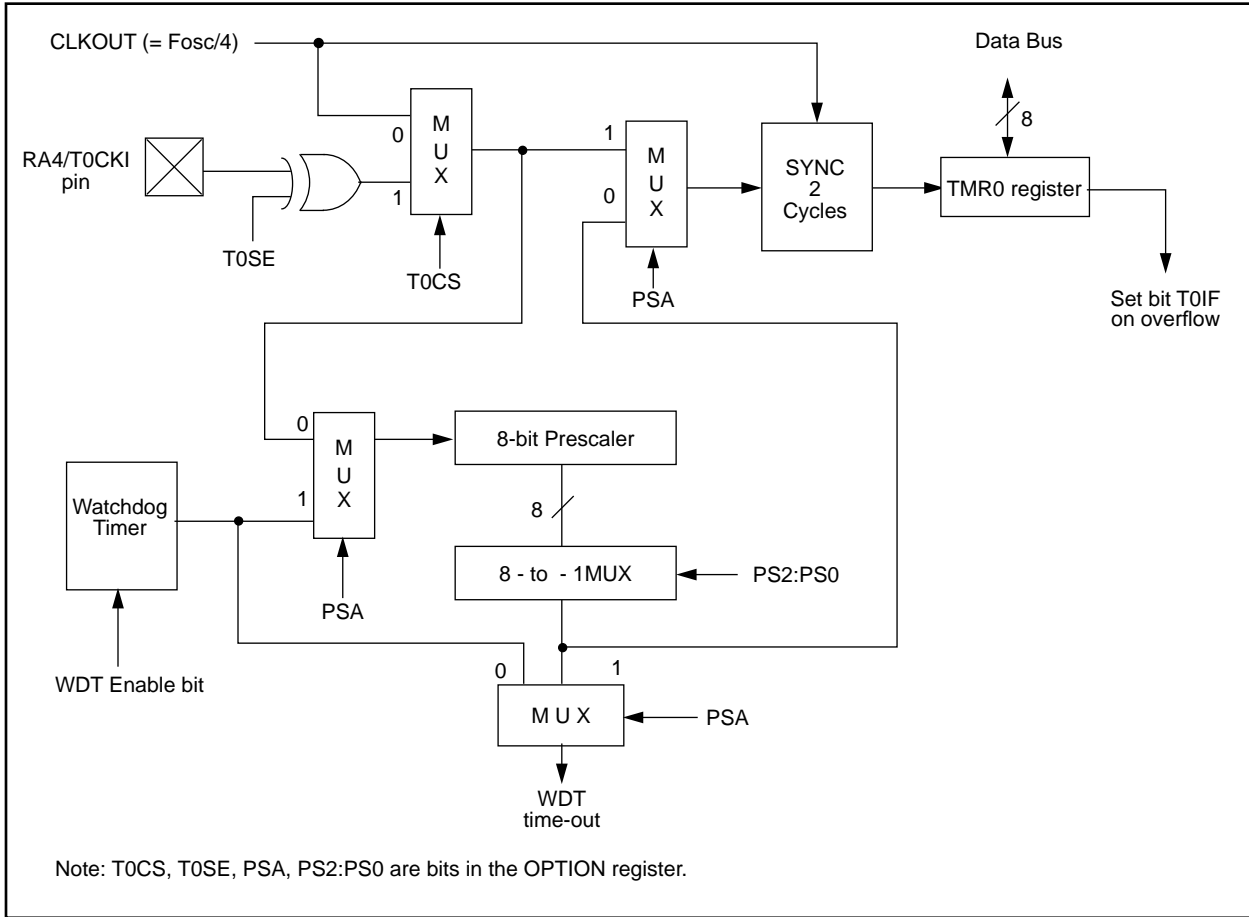 CLKOUT (= Fosc/4)
Data Bus
8
RA4/T0CKI
pin
T0SE
0
1
M
U
X
T0CS
1
0
M
U
X
PSA
SYNC
2
Cycles
TMR0 register
Set bit T0IF
on overflow
0
1
M
U
X
PSA
8-bit Prescaler
8
Watchdog
Timer
8 - to - 1MUX
PS2:PS0
WDT Enable bit
0
1
M U X
PSA
WDT
time-out
Note: T0CS, T0SE, PSA, PS2:PS0 are bits in the OPTION register.